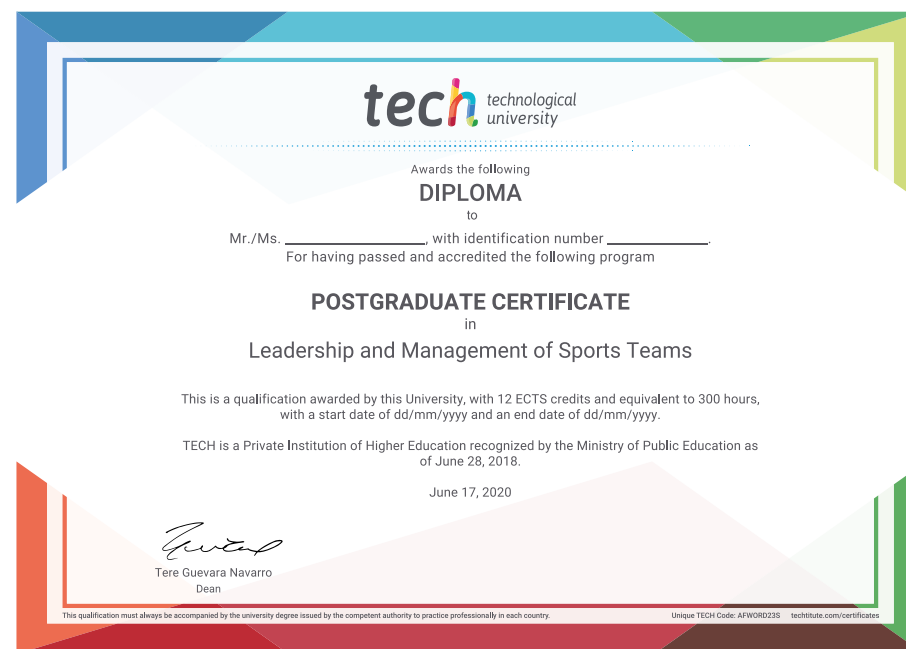 tech technological
university
Awards the following
DIPLOMA
to
Mr./Ms. ____________________, with identification number _______________.
For having passed and accredited the following program
POSTGRADUATE CERTIFICATE
in
Leadership and Management of Sports Teams
This is a qualification awarded by this University, with 12 ECTS credits and equivalent to 300 hours,
with a start date of dd/mm/yyyy and an end date of dd/mm/yyyy.
TECH is a Private Institution of Higher Education recognized by the Ministry of Public Education as
of June 28, 2018.
June 17, 2020
Tere Guevara Navarro
Dean
This qualification must always be accompanied by the university degree issued by the competent authority to practice professionally in each country.
Unique TECH Code: AFWORD23S techtitute.com/certificates